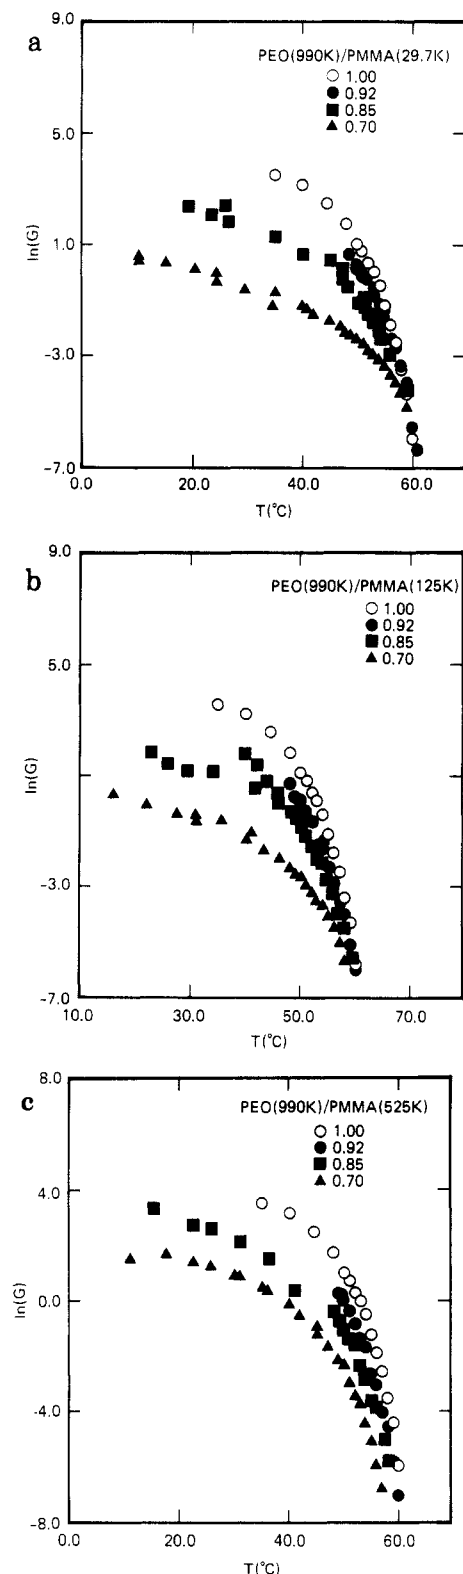 a
9.0
PEO(990K)/PMMA(29.7K)
○ 1.00
● 0.92
■ 0.85
▲ 0.70
5.0
ln(G)
1.0
-3.0
-7.0
0.0 20.0 40.0 60.0
T(°C)
b
9.0
PEO(990K)/PMMA(125K)
○ 1.00
● 0.92
■ 0.85
▲ 0.70
5.0
ln(G)
-3.0
-7.0
10.0 30.0 50.0 70.0
T(°C)
c
8.0
PEO(990K)/PMMA(525K)
○ 1.00
● 0.92
■ 0.85
▲ 0.70
4.0
ln(G)
0.0
-4.0
-8.0
0.0 20.0 40.0 60.0
T(°C)